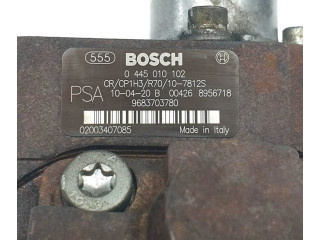 555 BOSCH
0 445 010 102
CR/CP1H3/R70/10-7812S
PSA 10-04-20 B 00426 8956718
9683703780
02003407085 Made in Italy